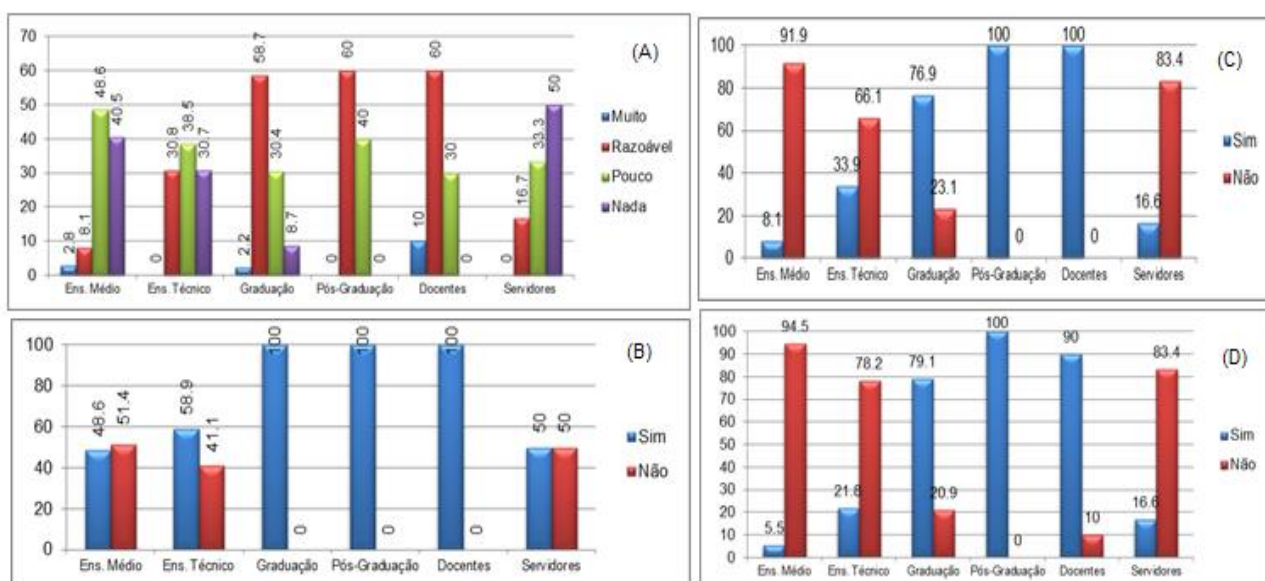 (A)
70
60
50
40
30
20
10
0
2.8 8.1 48.6 40.5
0 30.8 38.5 30.7
2.2 58.7 30.4 8.7
0 60 40 0
10 60 30 0
0 16.7 33.3 50
Ens. Médio Ens. Técnico Graduação Pós-Graduação Docentes Servidores
Muito
Razoável
Pouco
Nada
(B)
100
80
60
40
20
0
48.6 51.4
58.9 41.1
100 0
100 0
100 0
50 50
Ens. Médio Ens. Técnico Graduação Pós-Graduação Docentes Servidores
Sim
Não
(C)
100
80
60
40
20
0
8.1 91.9
33.9 66.1
76.9 23.1
100 0
100 0
16.6 83.4
Ens. Médio Ens. Técnico Graduação Pós-Graduação Docentes Servidores
Sim
Não
(D)
100
90
80
70
60
50
40
30
20
10
0
5.5 94.5
21.8 78.2
79.1 20.9
100 0
90 10
16.6 83.4
Ens. Médio Ens. Técnico Graduação Pós-Graduação Docentes Servidores
Sim
Não